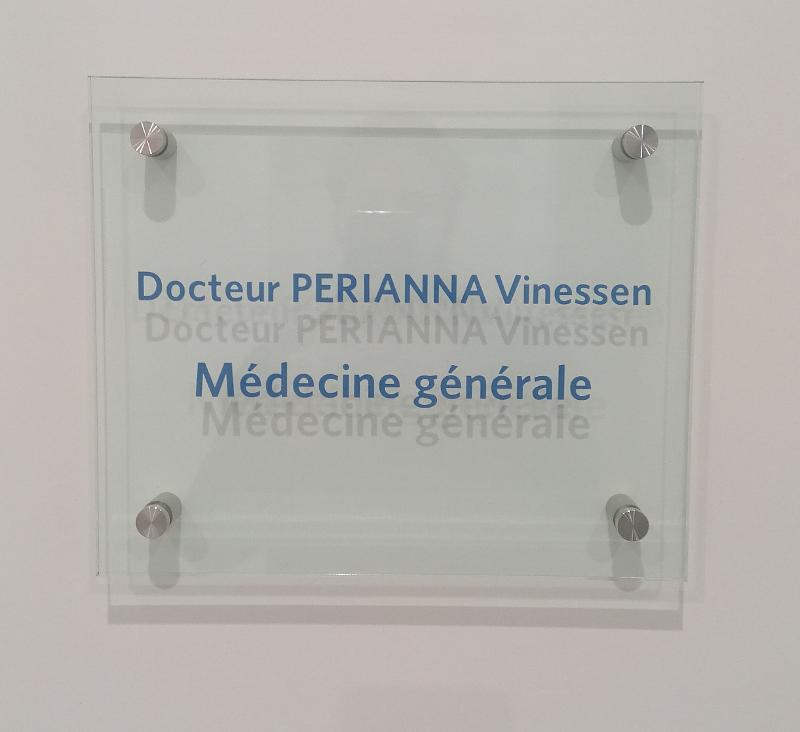 Docteur PERIANNA Vinessen
Médecine générale